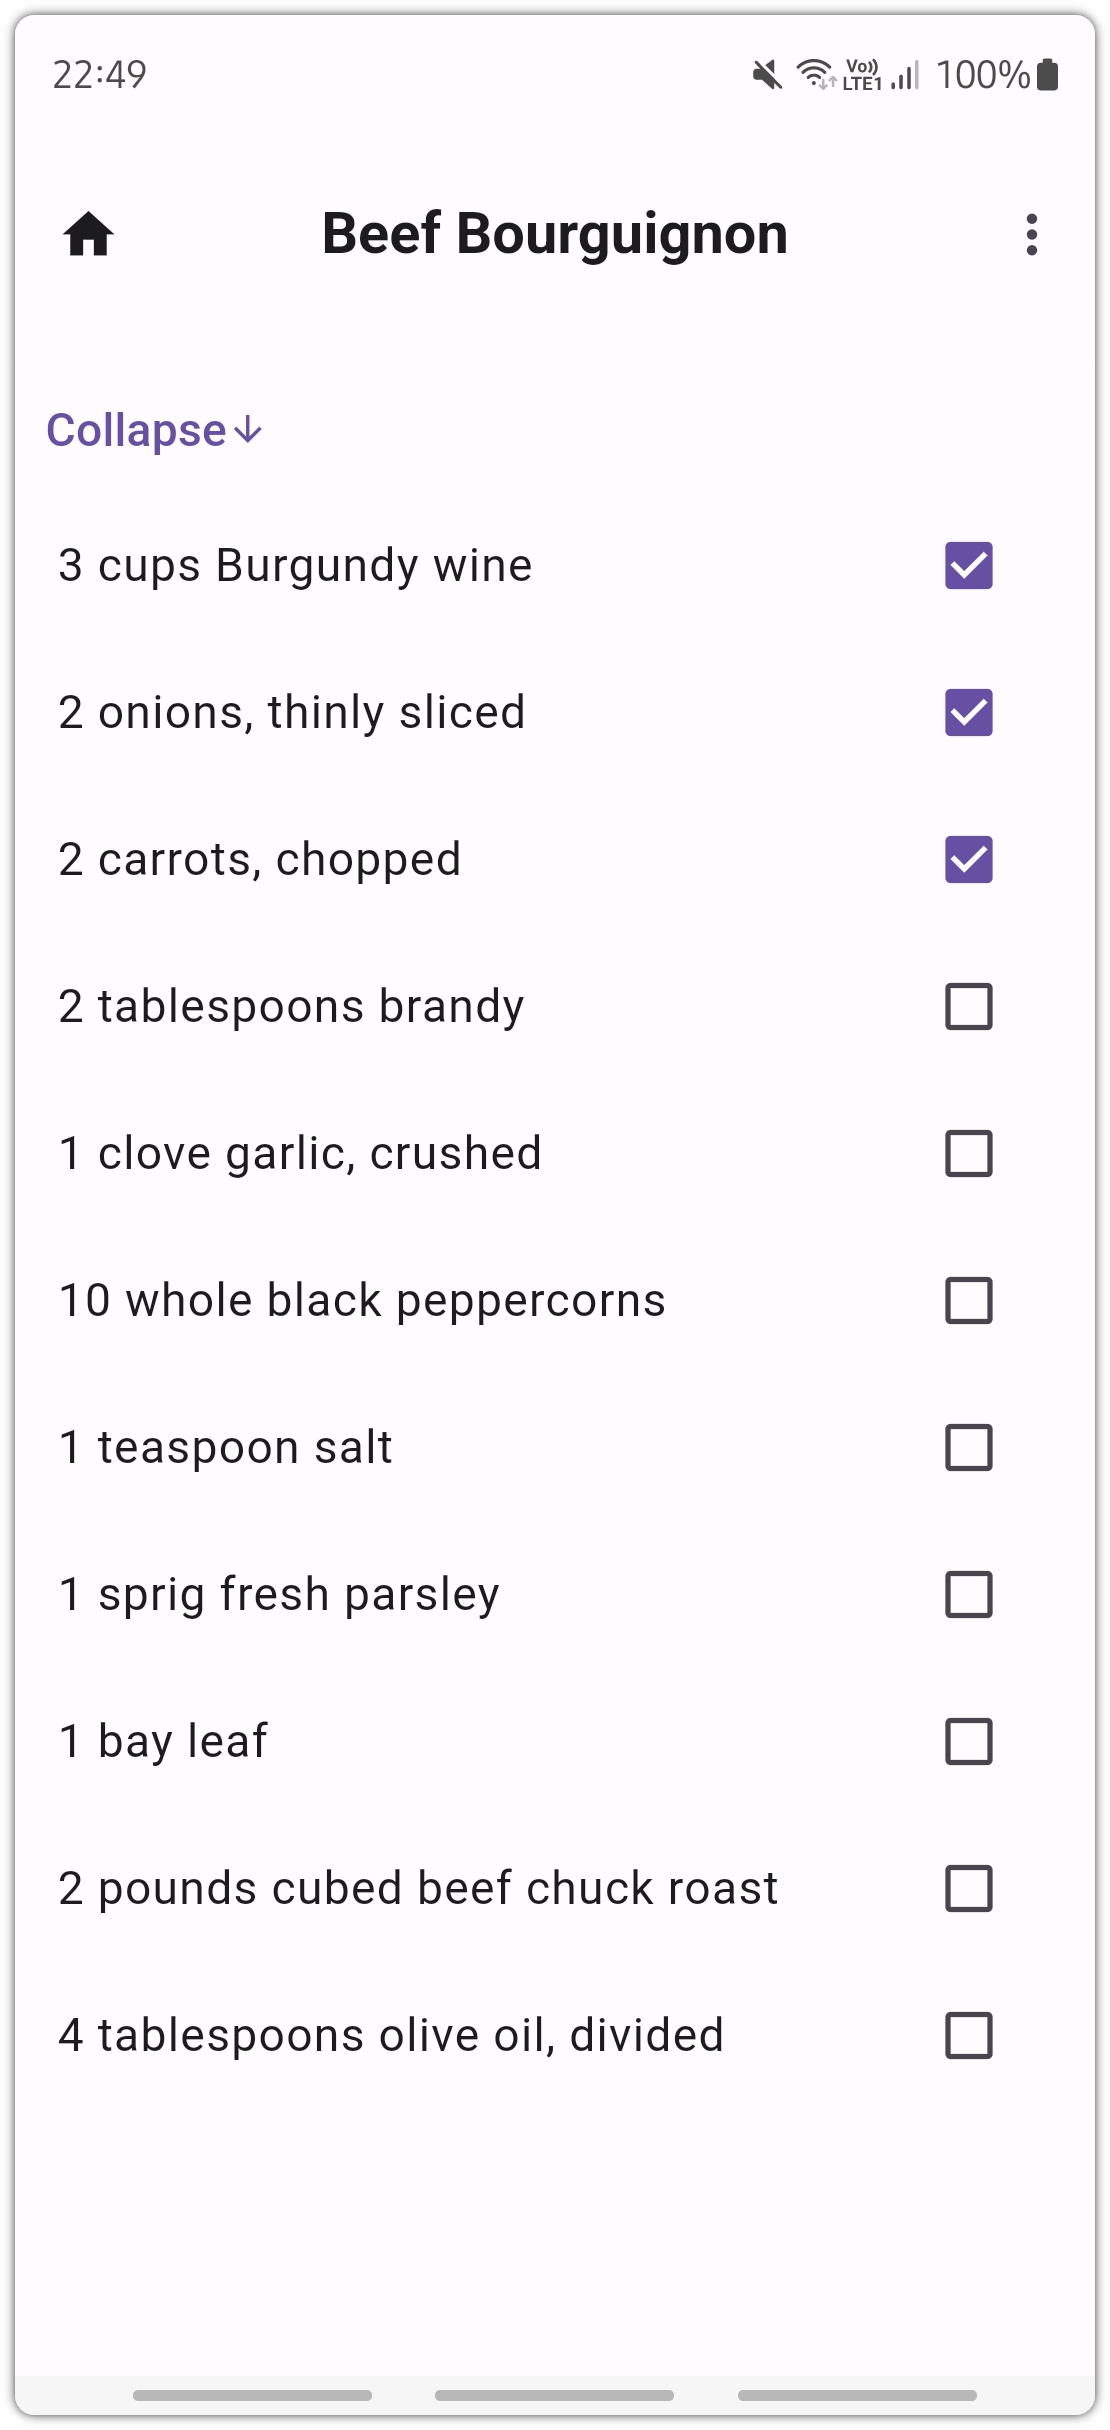 22:49 Vo)) LTE1 100%
Beef Bourguignon
Collapse
3 cups Burgundy wine
2 onions, thinly sliced
2 carrots, chopped
2 tablespoons brandy
1 clove garlic, crushed
10 whole black peppercorns
1 teaspoon salt
1 sprig fresh parsley
1 bay leaf
2 pounds cubed beef chuck roast
4 tablespoons olive oil, divided